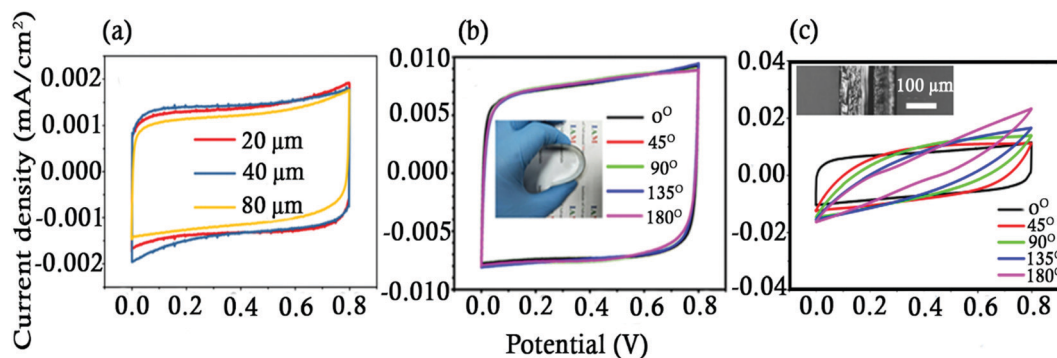 (a)
(b)
(c)
Current density (mA/cm²)
0.002
0.001
0.000
-0.001
-0.002
20 µm
40 µm
80 µm
0.0 0.2 0.4 0.6 0.8
0.010
0.005
0.000
-0.005
-0.010
IAM
0°
45°
90°
135°
180°
0.0 0.2 0.4 0.6 0.8
0.04
0.02
0.00
-0.02
-0.04
100 µm
0°
45°
90°
135°
180°
0.0 0.2 0.4 0.6 0.8
Potential (V)